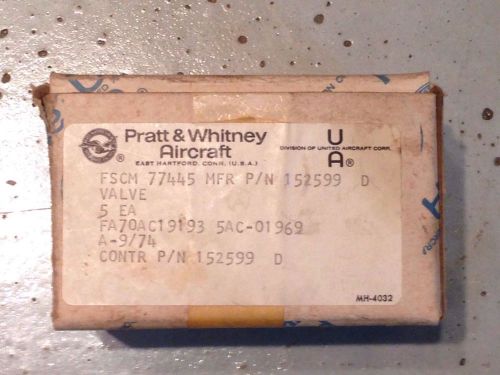 Pratt & Whitney
Aircraft
EAST HARTFORD, CONN. (U.S.A.)
U
DIVISION OF UNITED AIRCRAFT CORP.
A®
®
FSCM 77445 MFR P/N 152599 D
VALVE
5 EA
FA70AC19193 5AC-01969
A-9/74
CONTR P/N 152599 D
MH-4032